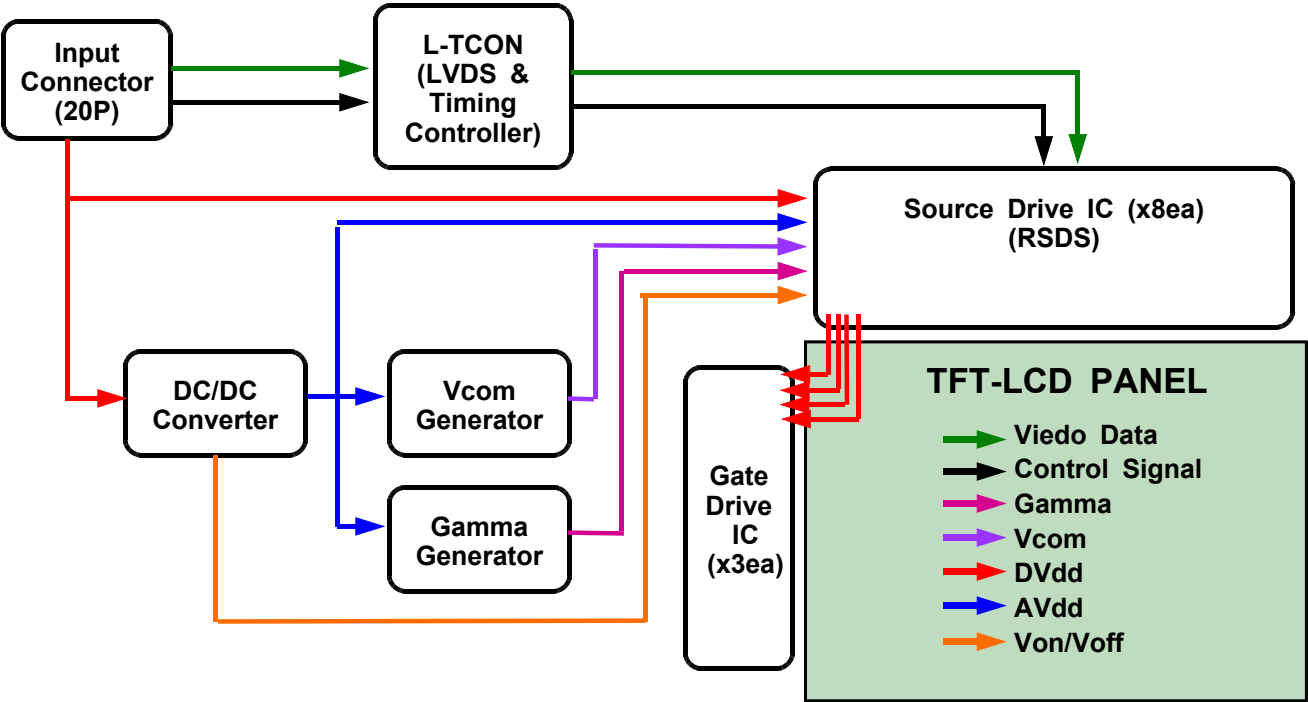 Input
Connector
(20P)
L-TCON
(LVDS & 
Timing
Controller)
Source Drive IC (x8ea)
(RSDS)
DC/DC
Converter
Vcom
Generator
Gamma
Generator
Gate
Drive
IC
(x3ea)
TFT-LCD PANEL
Viedo Data
Control Signal
Gamma
Vcom
DVdd
AVdd
Von/Voff